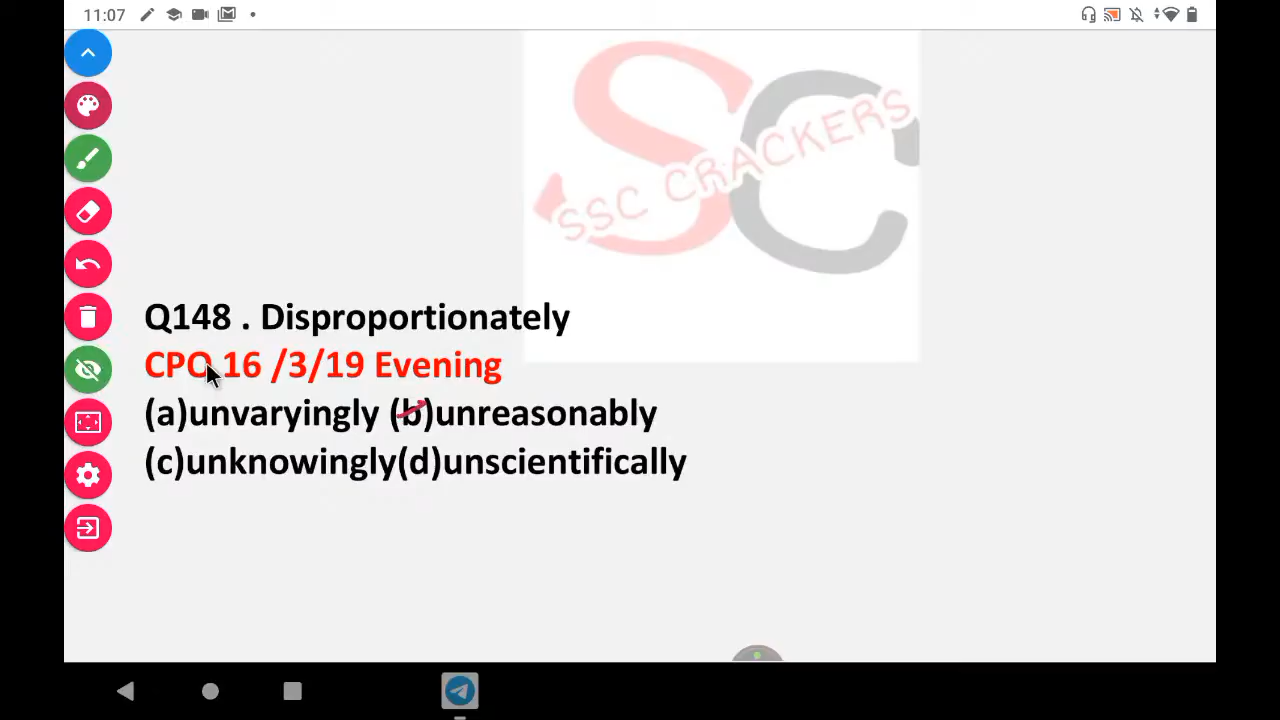 11:07
SSC CRACKERS
Q148 . Disproportionately
CPO 16 /3/19 Evening
(a)unvaryingly (b)unreasonably
(c)unknowingly(d)unscientifically